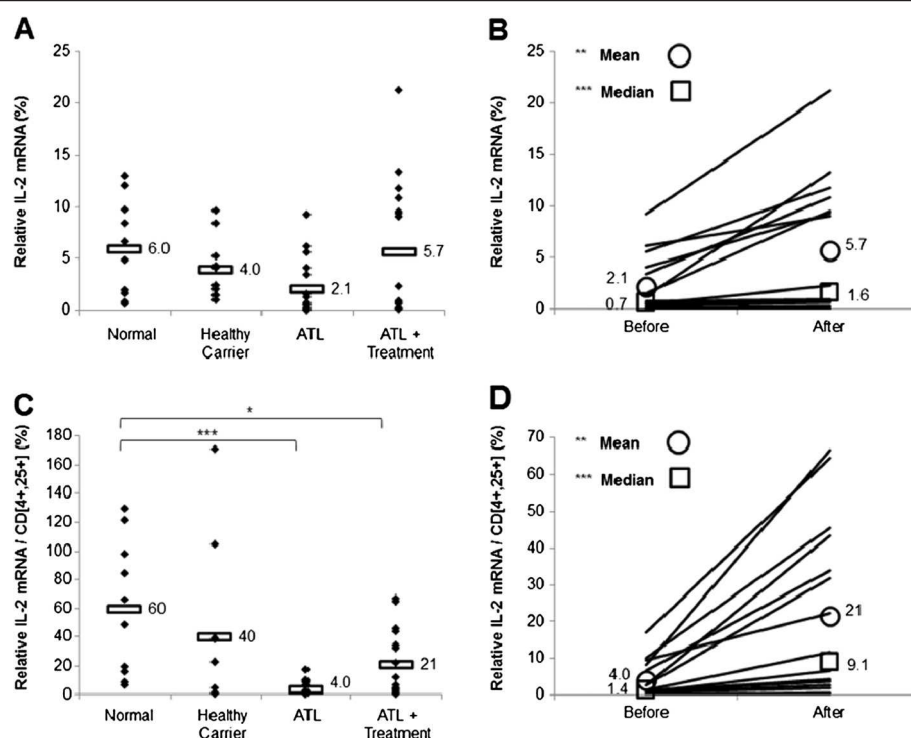 A
Relative IL-2 mRNA (%)
25
20
15
10
5
0
6.0
4.0
2.1
5.7
Normal
Healthy
Carrier
ATL
ATL +
Treatment
B
Relative IL-2 mRNA (%)
25
20
15
10
5
0
** Mean
*** Median
2.1
0.7
5.7
1.6
Before
After
C
Relative IL-2 mRNA / CD[4+,25+] (%)
180
160
140
120
100
80
60
40
20
0
*
***
60
40
4.0
21
Normal
Healthy
Carrier
ATL
ATL +
Treatment
D
Relative IL-2 mRNA / CD[4+,25+] (%)
70
60
50
40
30
20
10
0
** Mean
*** Median
4.0
1.4
21
9.1
Before
After